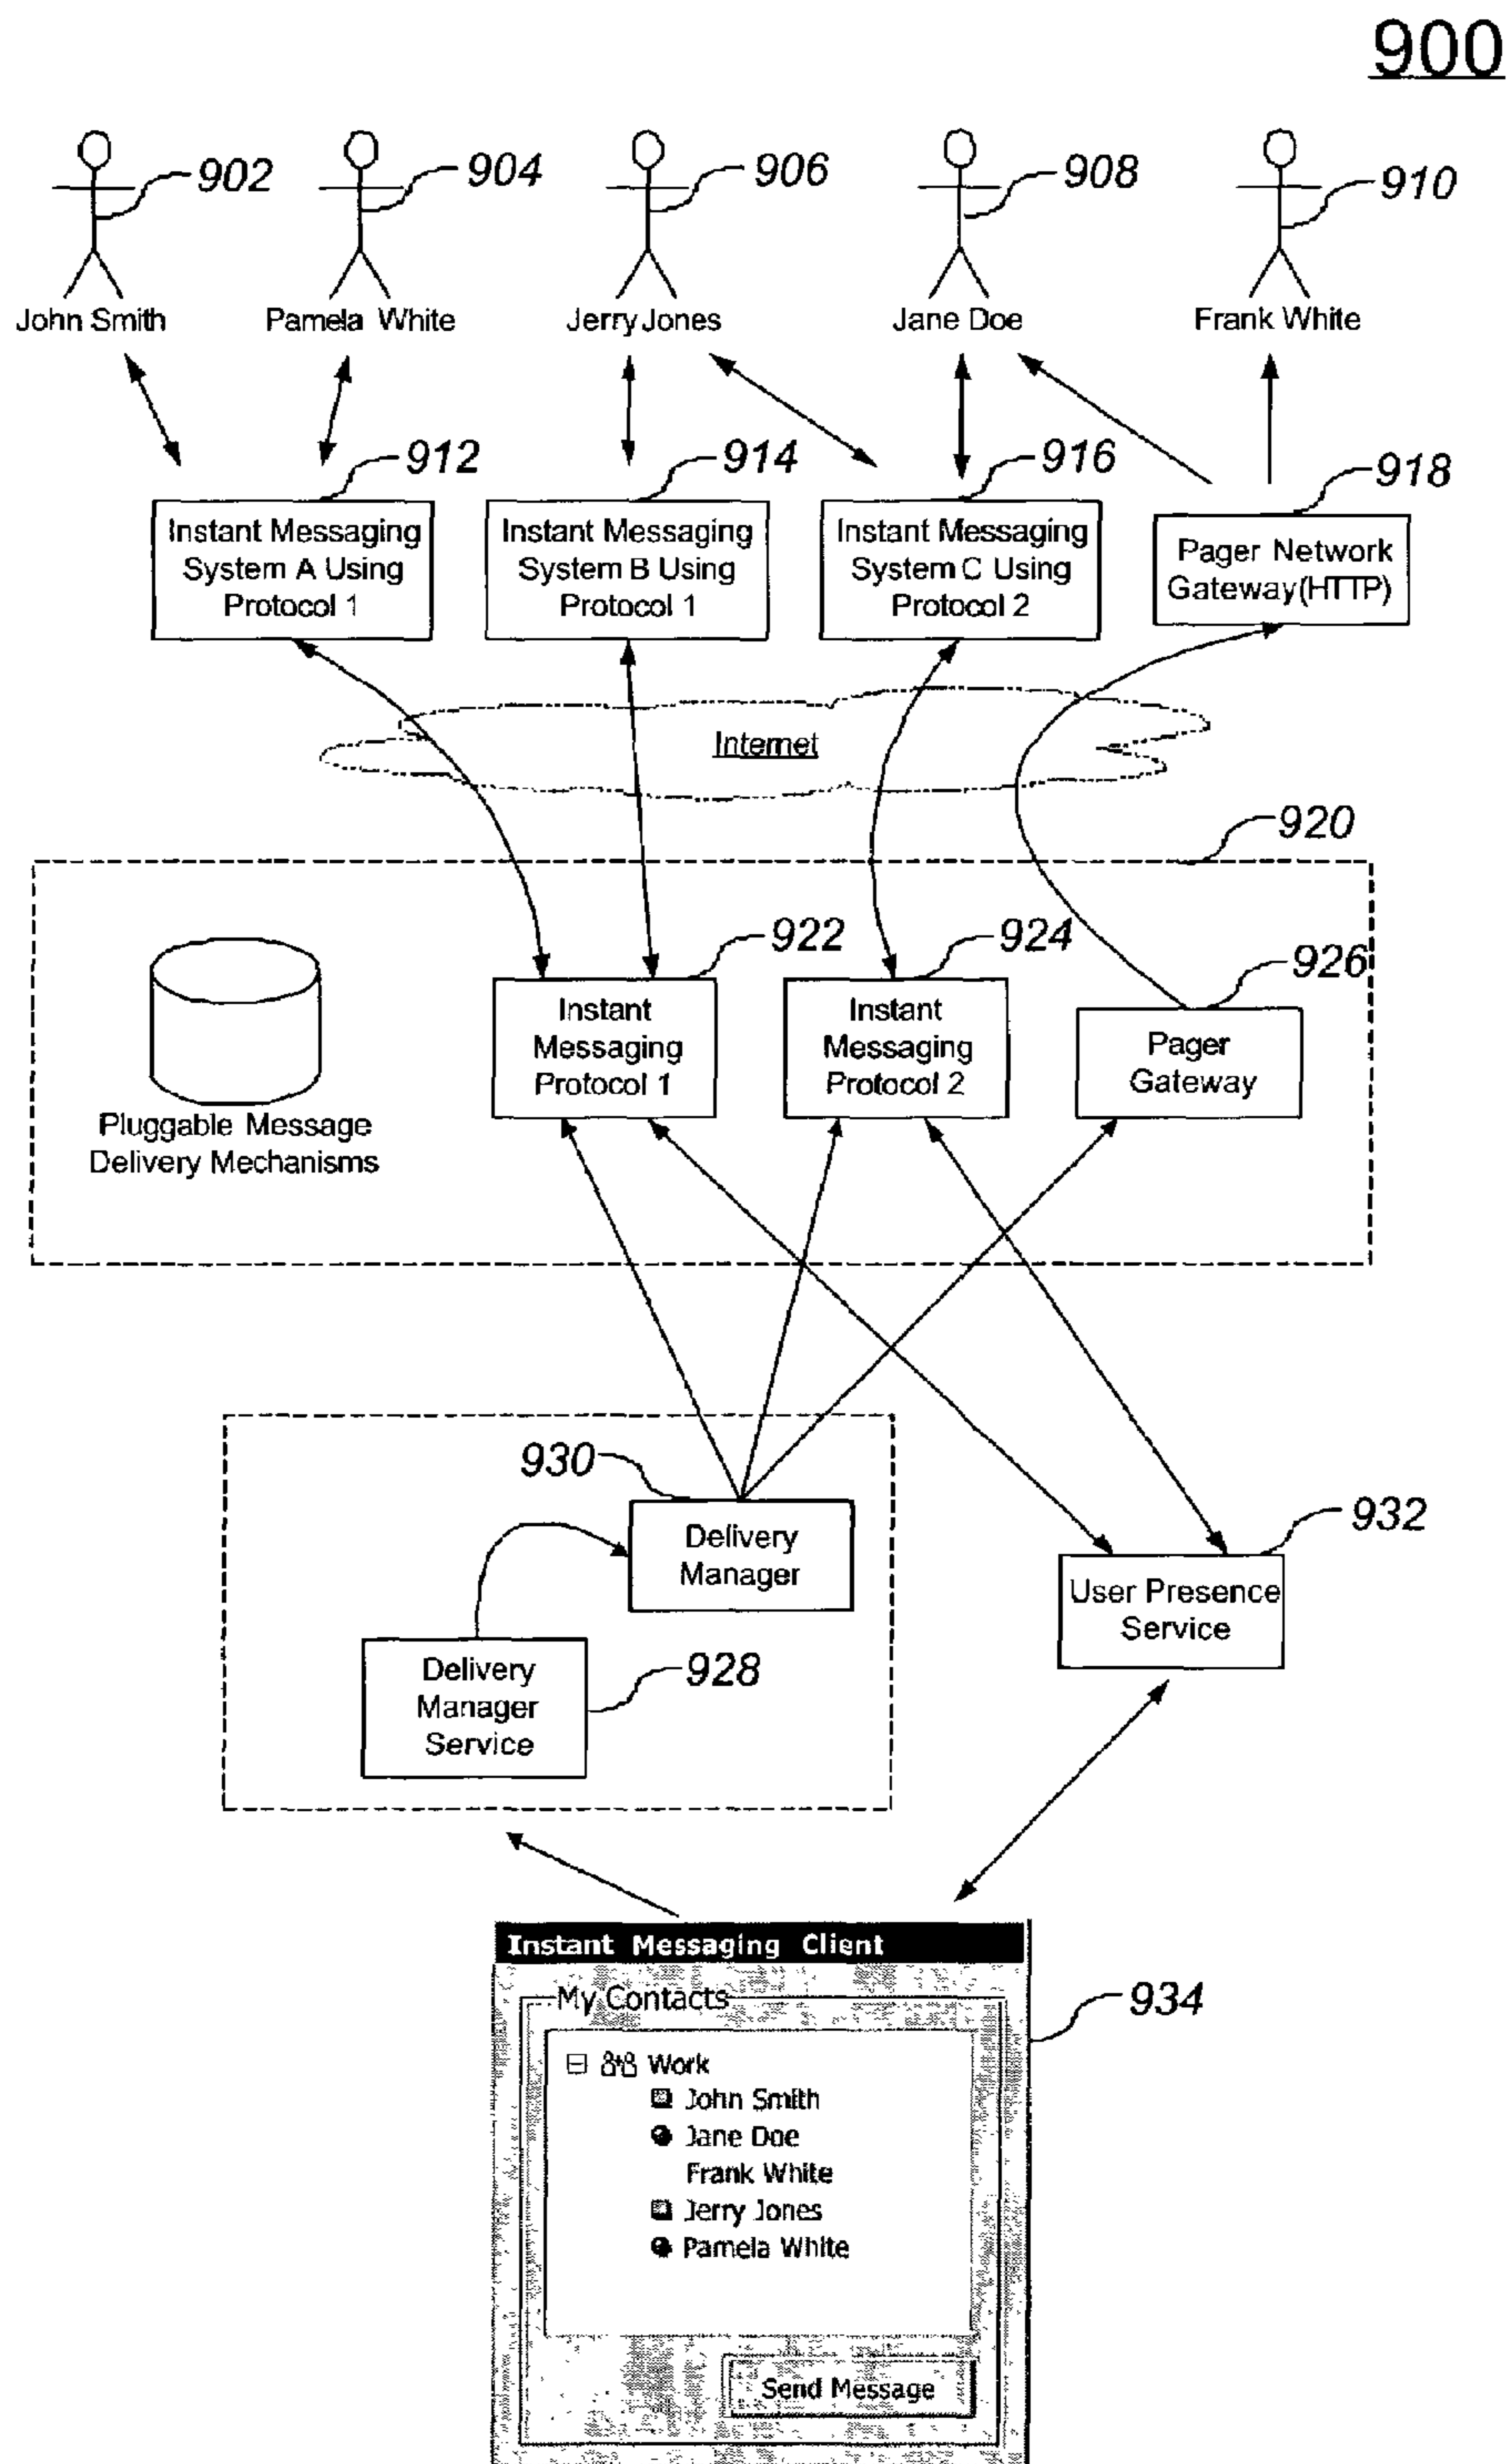 900
902
904
906
908
910
John Smith
Pamela White
Jerry Jones
Jane Doe
Frank White
912
914
916
918
Instant Messaging
System A Using
Protocol 1
Instant Messaging
System B Using
Protocol 1
Instant Messaging
System C Using
Protocol 2
Pager Network
Gateway(HTTP)
Internet
920
922
924
926
Pluggable Message
Delivery Mechanisms
Instant
Messaging
Protocol 1
Instant
Messaging
Protocol 2
Pager
Gateway
930
Delivery
Manager
932
User Presence
Service
928
Delivery
Manager
Service
Instant Messaging Client
934
My Contacts
Work
John Smith
Jane Doe
Frank White
Jerry Jones
Pamela White
Send Message